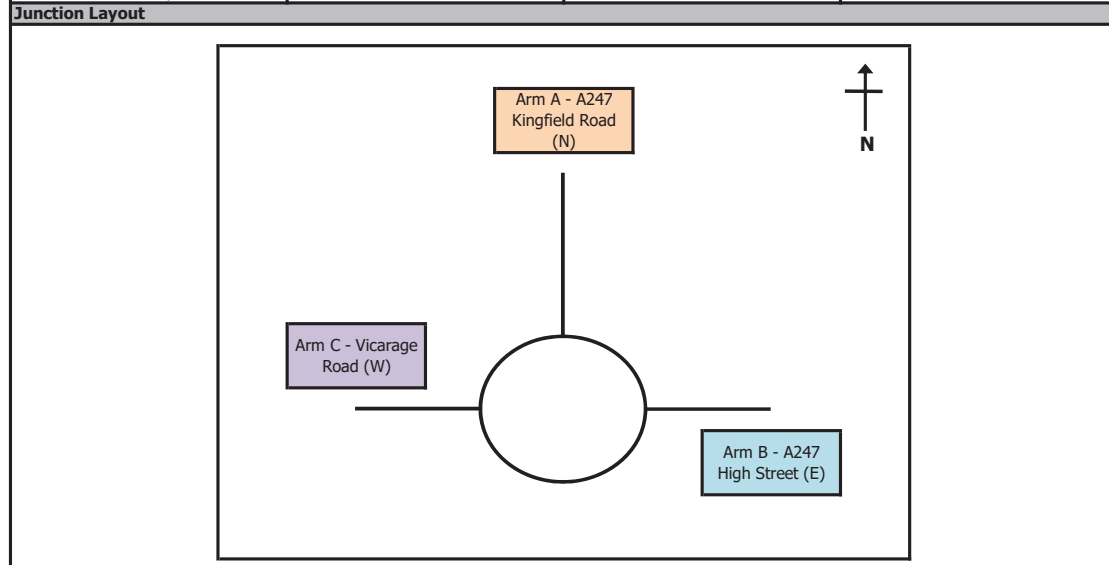 Junction Layout
Arm A - A247
Kingfield Road
(N)
N
Arm C - Vicarage
Road (W)
Arm B - A247
High Street (E)